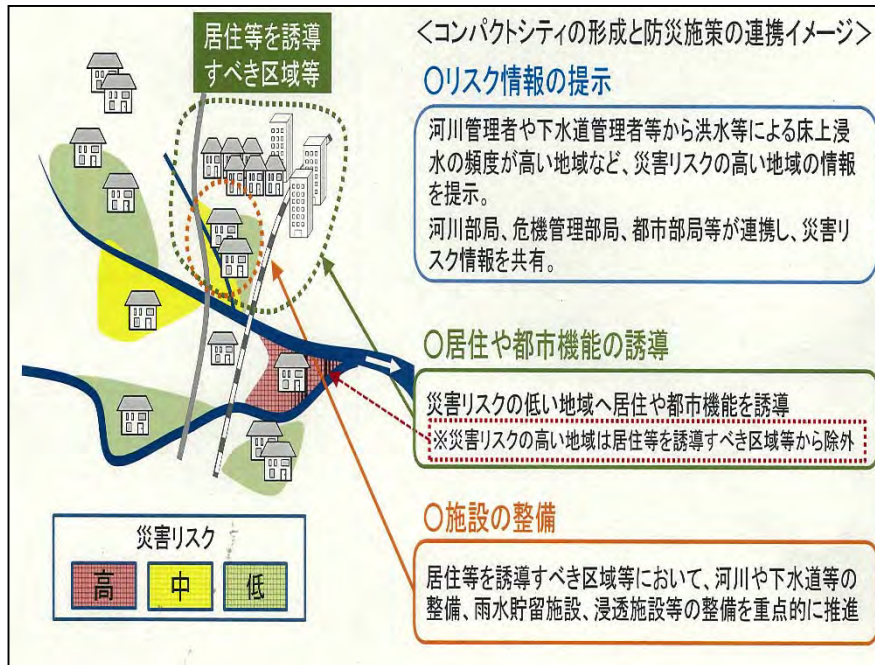 居住等を誘導
すべき区域等
＜コンパクトシティの形成と防災施策の連携イメージ＞
○リスク情報の提示
河川管理者や下水道管理者等から洪水等による床上浸
水の頻度が高い地域など、災害リスクの高い地域の情報
を提示。
河川部局、危機管理部局、都市部局等が連携し、災害リ
スク情報を共有。
○居住や都市機能の誘導
災害リスクの低い地域へ居住や都市機能を誘導
※災害リスクの高い地域は居住等を誘導すべき区域等から除外
○施設の整備
居住等を誘導すべき区域等において、河川や下水道等の
整備、雨水貯留施設、浸透施設等の整備を重点的に推進
災害リスク
高 中 低